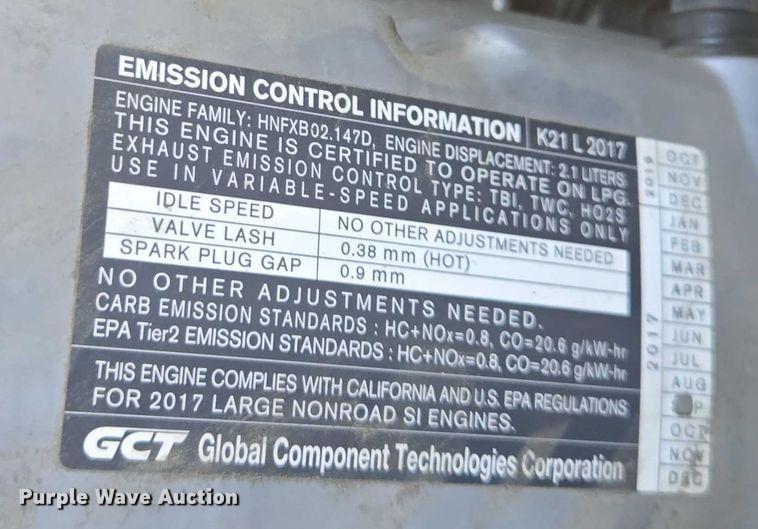 EMISSION CONTROL INFORMATION K21 L 2017
ENGINE FAMILY: HNFXB02.147D, ENGINE DISPLACEMENT: 2.1 LITERS
THIS ENGINE IS CERTIFIED TO OPERATE ON LPG.
EXHAUST EMISSION CONTROL TYPE: TBI, TWC, HO2S
USE IN VARIABLE-SPEED APPLICATIONS ONLY
IDLE SPEED NO OTHER ADJUSTMENTS NEEDED
VALVE LASH 0.38 mm (HOT)
SPARK PLUG GAP 0.9 mm
NO OTHER ADJUSTMENTS NEEDED.
CARB EMISSION STANDARDS : HC+NOx=0.8, CO=20.6 g/kW-hr
EPA Tier2 EMISSION STANDARDS : HC+NOx=0.8, CO=20.6 g/kW-hr
THIS ENGINE COMPLIES WITH CALIFORNIA AND U.S. EPA REGULATIONS
FOR 2017 LARGE NONROAD SI ENGINES.
GCT Global Component Technologies Corporation
OCT
NOV
DEC
JAN
FEB
MAR
APR
MAY
2017
JUN
JUL
AUG
OCT
NOV
DEC
Purple Wave Auction